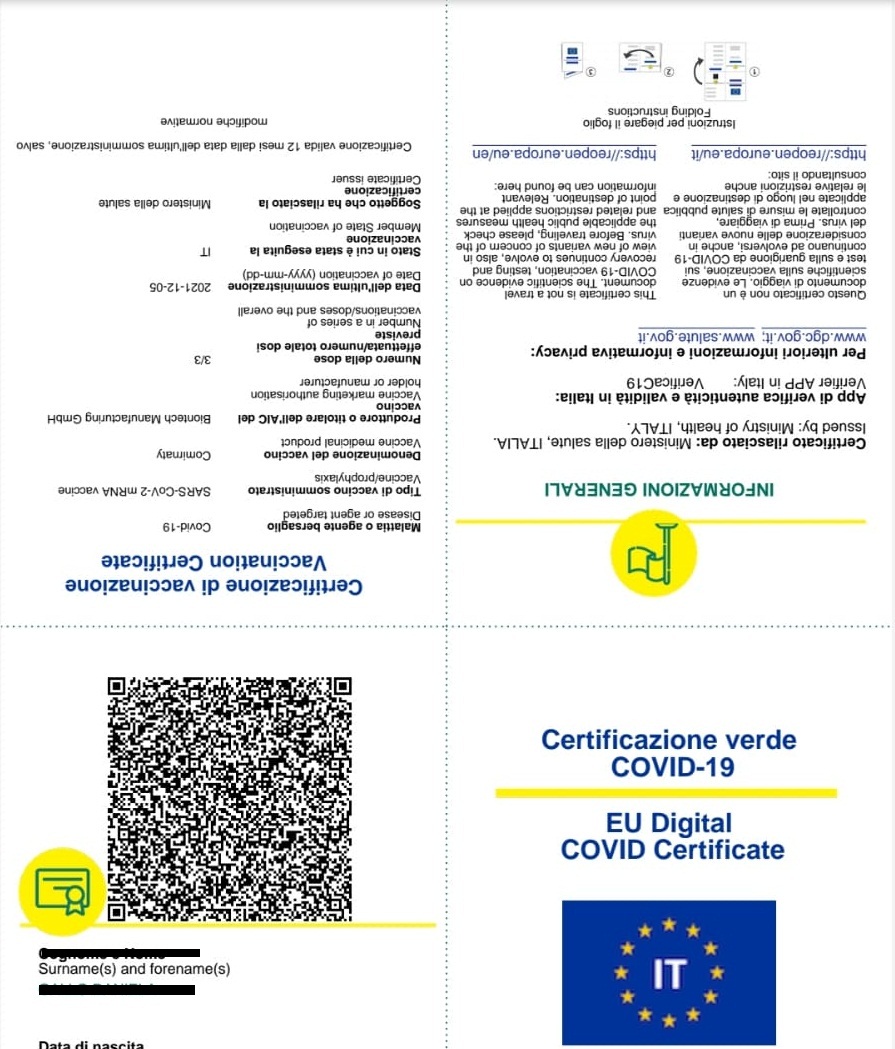 Certificazione di vaccinazione
Vaccination Certificate
Malattia o agente bersaglio
Disease or agent targeted
Covid-19
Tipo di vaccino somministrato
Vaccine/prophylaxis
SARS-CoV-2 mRNA vaccine
Denominazione del vaccino
Vaccine medicinal product
Comirnaty
Produttore o titolare dell'AIC del
vaccino
Vaccine marketing authorisation
holder or manufacturer
Biontech Manufacturing GmbH
Numero della dose
effettuata/numero totale dosi
previste
Number in a series of
vaccinations/doses and the overall
3/3
Data dell'ultima somministrazione
Date of vaccination (yyyy-mm-dd)
2021-12-05
Stato in cui è stata eseguita la
vaccinazione
Member State of vaccination
IT
Soggetto che ha rilasciato la
certificazione
Certificate issuer
Ministero della salute
Certificazione valida 12 mesi dalla data dell'ultima somministrazione, salvo
modifiche normative
INFORMAZIONI GENERALI
Certificato rilasciato da: Ministero della salute, ITALIA.
Issued by: Ministry of health, ITALY.
App di verifica autenticità e validità in Italia:
Verifier APP in Italy: VerificaC19
Per ulteriori informazioni e informativa privacy:
www.dgc.gov.it; www.salute.gov.it
Questo certificato non è un
documento di viaggio. Le evidenze
scientifiche sulla vaccinazione, sui
test e sulla guarigione da COVID-19
continuano ad evolversi, anche in
considerazione delle nuove varianti
del virus. Prima di viaggiare,
controllate le misure di salute pubblica
applicate nel luogo di destinazione e
le relative restrizioni anche
consultando il sito:
https://reopen.europa.eu/it
This certificate is not a travel
document. The scientific evidence on
COVID-19 vaccination, testing and
recovery continues to evolve, also in
view of new variants of concern of the
virus. Before traveling, please check
the applicable public health measures
and related restrictions applied at the
point of destination. Relevant
information can be found here:
https://reopen.europa.eu/en
Istruzioni per piegare il foglio
Folding instructions
1
2
3
Surname(s) and forename(s)
Data di nascita
Certificazione verde
COVID-19
EU Digital
COVID Certificate
IT